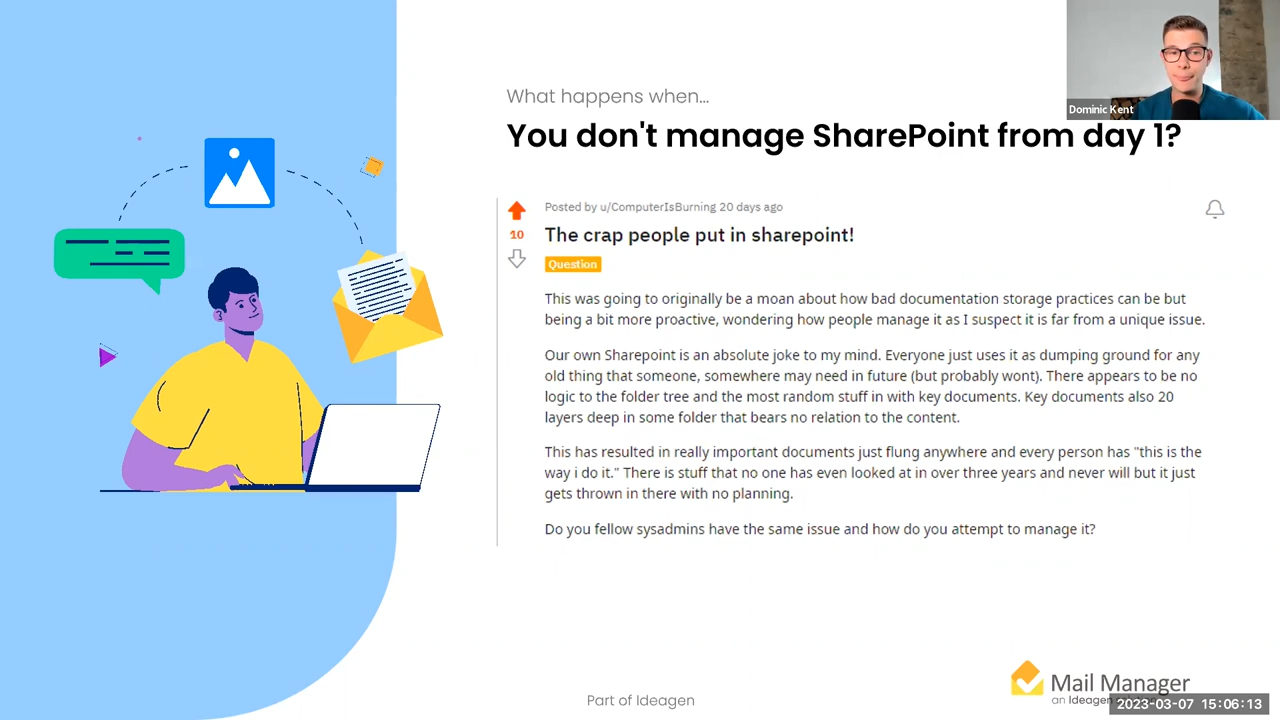 What happens when...
You don't manage SharePoint from day 1?
Dominic Kent
Posted by u/ComputerIsBurning 20 days ago
10
The crap people put in sharepoint!
Question
This was going to originally be a moan about how bad documentation storage practices can be but
being a bit more proactive, wondering how people manage it as I suspect it is far from a unique issue.
Our own Sharepoint is an absolute joke to my mind. Everyone just uses it as dumping ground for any
old thing that someone, somewhere may need in future (but probably wont). There appears to be no
logic to the folder tree and the most random stuff in with key documents. Key documents also 20
layers deep in some folder that bears no relation to the content.
This has resulted in really important documents just flung anywhere and every person has "this is the
way i do it." There is stuff that no one has even looked at in over three years and never will but it just
gets thrown in there with no planning.
Do you fellow sysadmins have the same issue and how do you attempt to manage it?
Part of Ideagen
Mail Manager
an Ideagen
2023-03-07 15:06:13